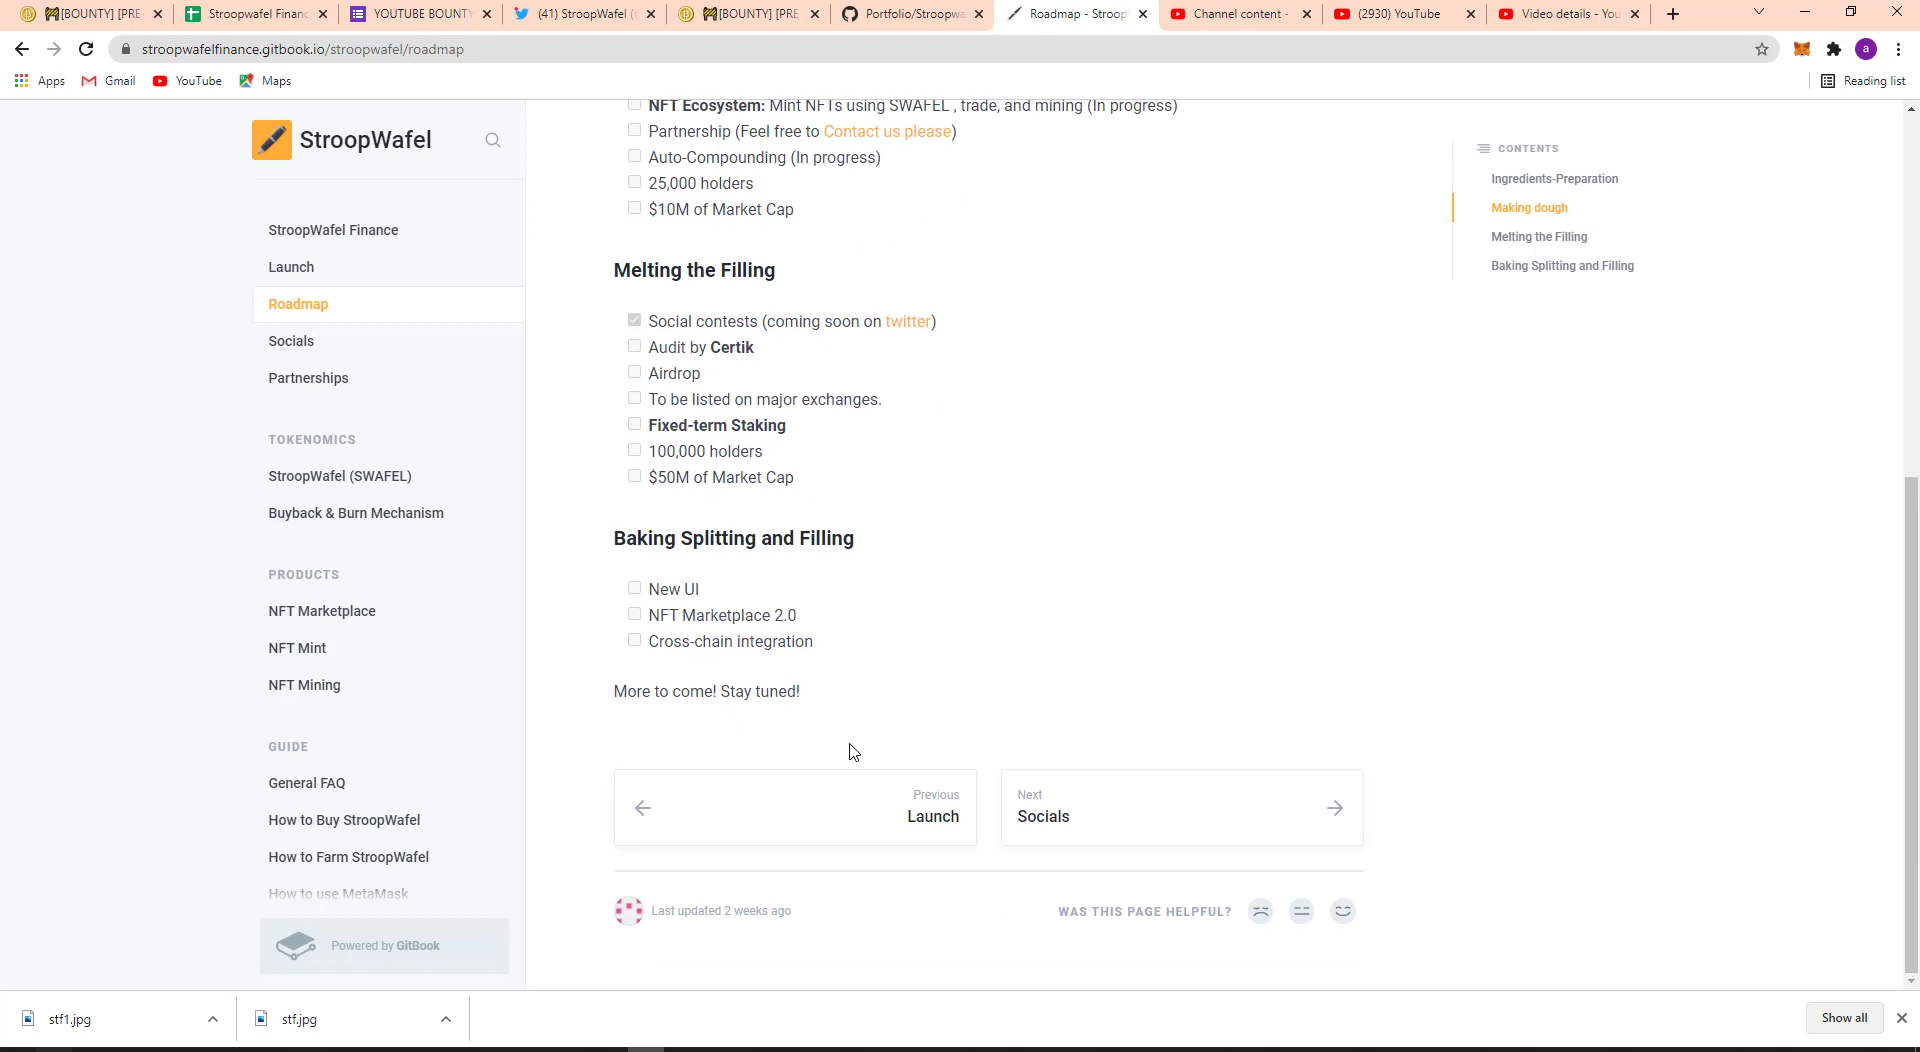 [BOUNTY] [PRE
Stroopwafel Financ
YOUTUBE BOUNTY
(41) StroopWafel (
[BOUNTY] [PRE
Portfolio/Stroopwa
Roadmap - Stroop
Channel content -
(2930) YouTube
Video details - You
stroopwafelfinance.gitbook.io/stroopwafel/roadmap
a
Apps
Gmail
YouTube
Maps
Reading list
StroopWafel
StroopWafel Finance
Launch
Roadmap
Socials
Partnerships
TOKENOMICS
StroopWafel (SWAFEL)
Buyback & Burn Mechanism
PRODUCTS
NFT Marketplace
NFT Mint
NFT Mining
GUIDE
General FAQ
How to Buy StroopWafel
How to Farm StroopWafel
How to use MetaMask
Powered by GitBook
NFT Ecosystem: Mint NFTs using SWAFEL , trade, and mining (In progress)
Partnership (Feel free to Contact us please)
Auto-Compounding (In progress)
25,000 holders
$10M of Market Cap
Melting the Filling
Social contests (coming soon on twitter)
Audit by Certik
Airdrop
To be listed on major exchanges.
Fixed-term Staking
100,000 holders
$50M of Market Cap
Baking Splitting and Filling
New UI
NFT Marketplace 2.0
Cross-chain integration
More to come! Stay tuned!
Previous
Launch
Next
Socials
Last updated 2 weeks ago
WAS THIS PAGE HELPFUL?
CONTENTS
Ingredients-Preparation
Making dough
Melting the Filling
Baking Splitting and Filling
stf1.jpg
stf.jpg
Show all